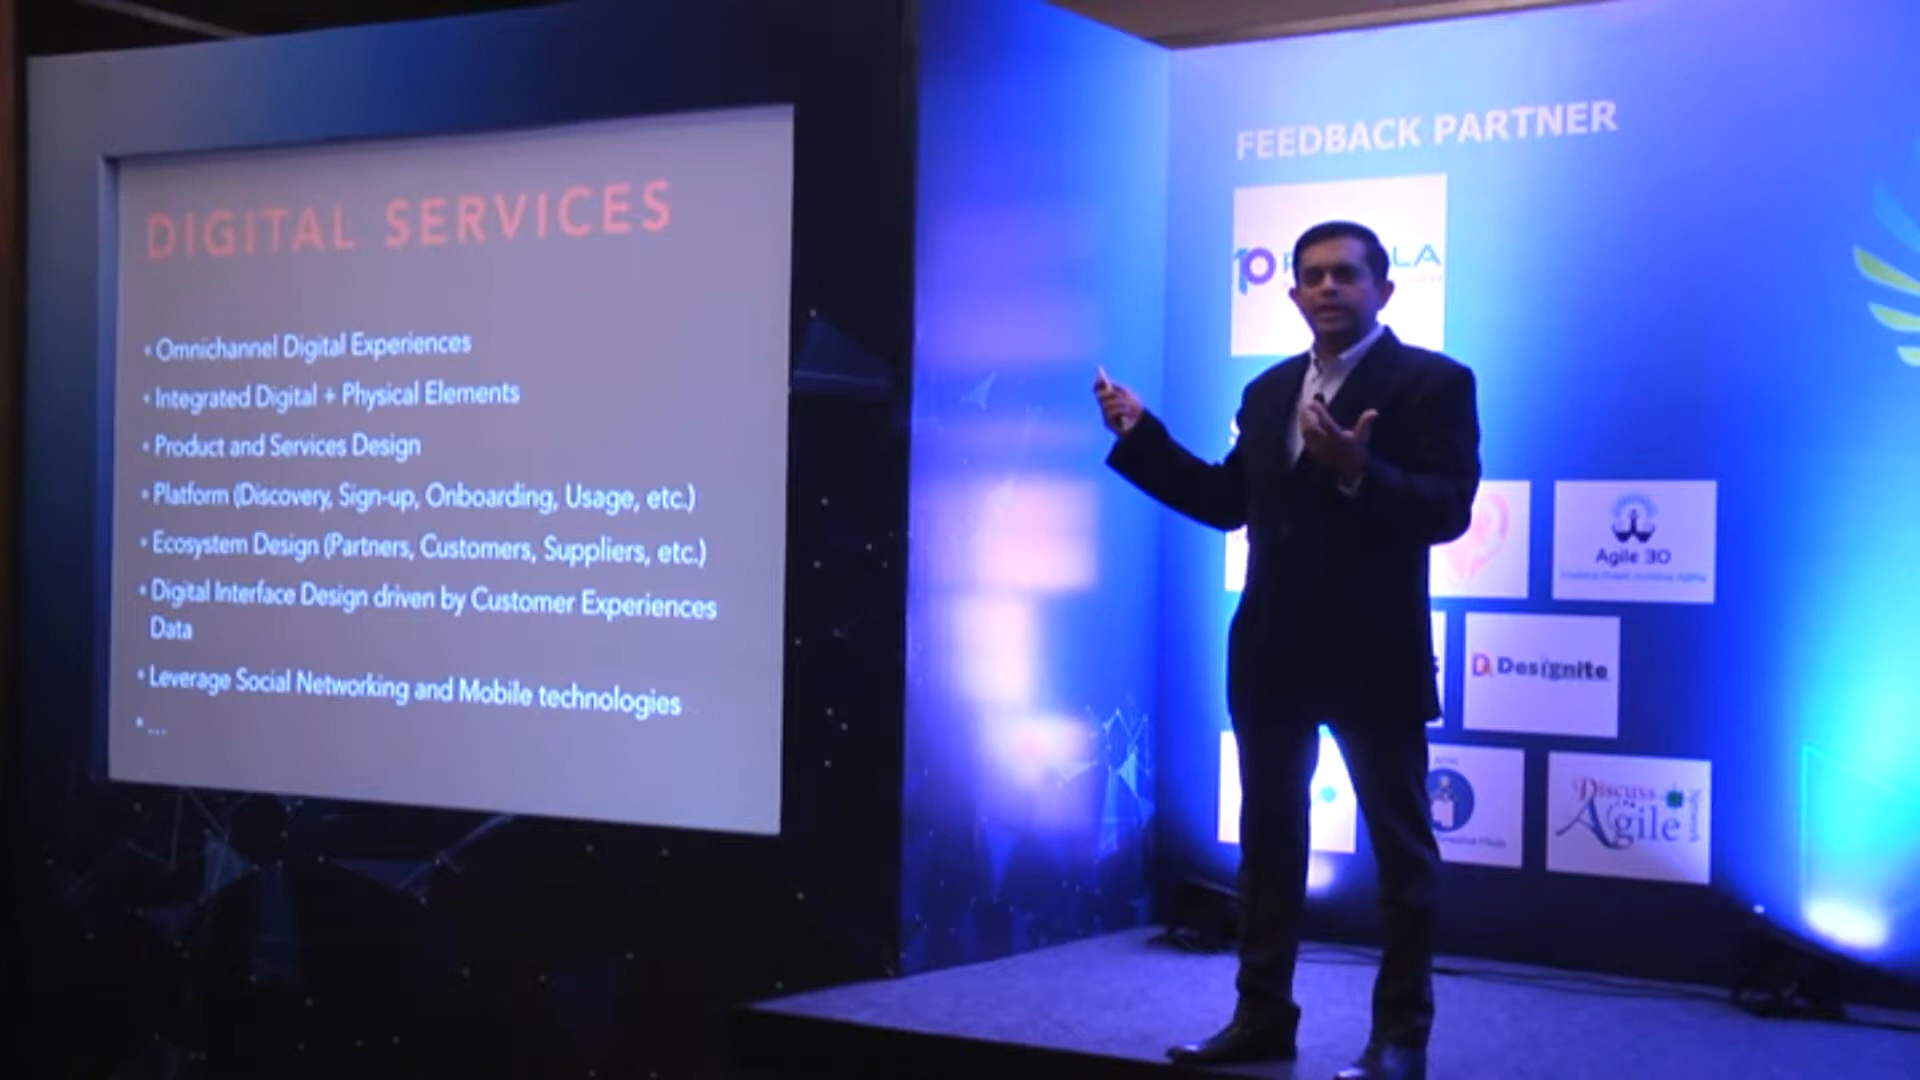 DIGITAL SERVICES
• Omnichannel Digital Experiences
• Integrated Digital + Physical Elements
• Product and Services Design
• Platform (Discovery, Sign-up, Onboarding, Usage, etc.)
• Ecosystem Design (Partners, Customers, Suppliers, etc.)
• Digital Interface Design driven by Customer Experiences
Data
• Leverage Social Networking and Mobile technologies
• ...
FEEDBACK PARTNER
Agile 30
Designite
Discuss
Agile
Network